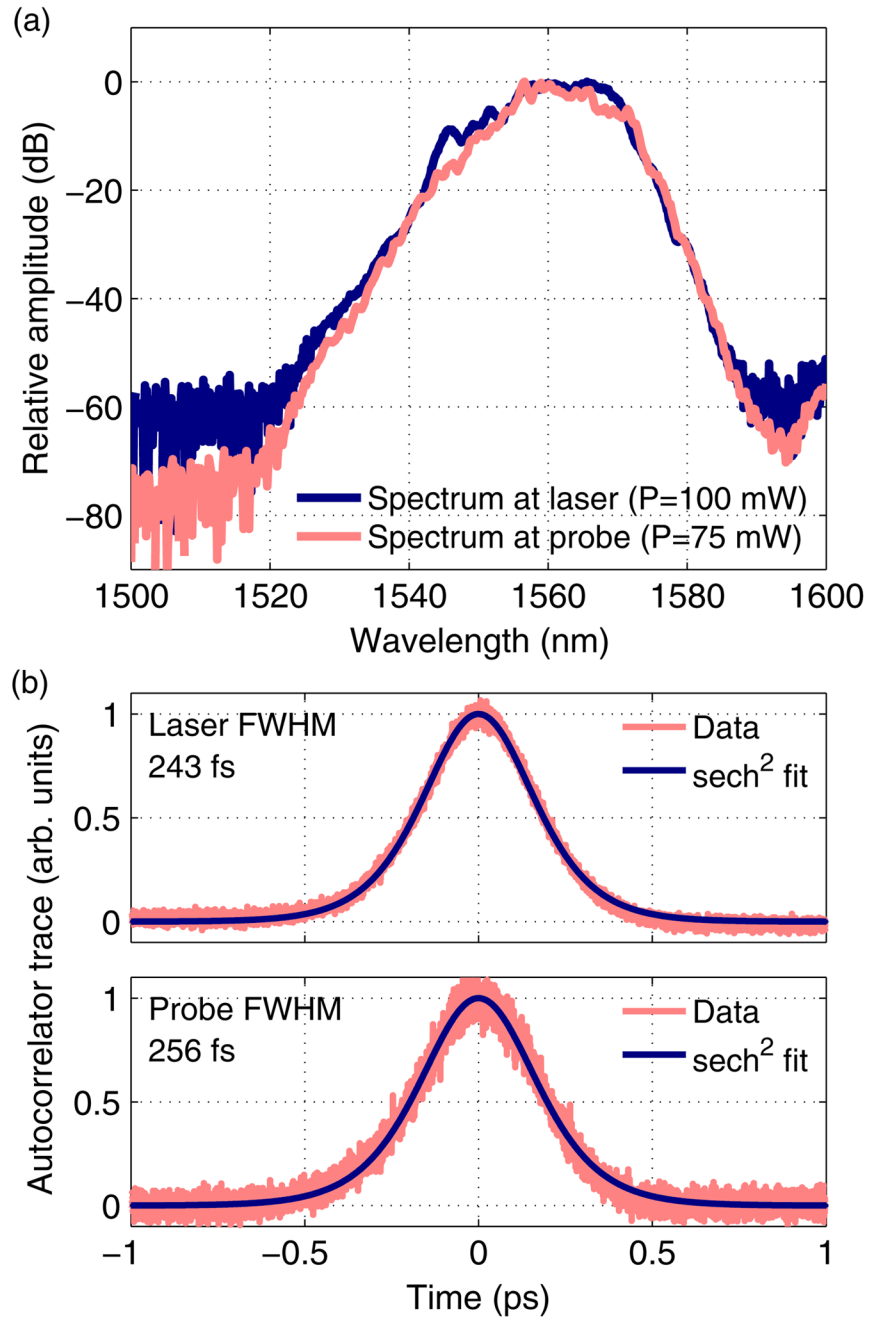 (a)
0
−20
−40
−60
−80
Relative amplitude (dB)
Spectrum at laser (P=100 mW)
Spectrum at probe (P=75 mW)
1500 1520 1540 1560 1580 1600
Wavelength (nm)
(b)
Autocorrelator trace (arb. units)
1
0.5
0
Laser FWHM
243 fs
Data
sech² fit
1
0.5
0
Probe FWHM
256 fs
Data
sech² fit
−1 −0.5 0 0.5 1
Time (ps)